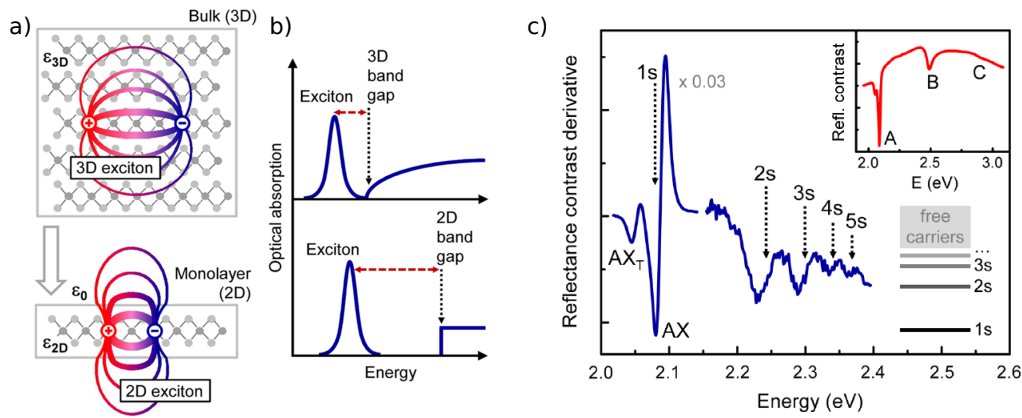 a)
Bulk (3D)
ε3D
+
−
3D exciton
Monolayer
(2D)
ε0
+
−
ε2D
2D exciton
b)
Optical absorption
Exciton
3D
band
gap
Exciton
2D
band
gap
Energy
c)
Reflectance contrast derivative
1s
x 0.03
2s
3s
4s
5s
AXT
AX
2.0 2.1 2.2 2.3 2.4 2.5 2.6
Energy (eV)
Refl. contrast
A
B
C
2.0 2.5 3.0
E (eV)
free
carriers
...
3s
2s
1s